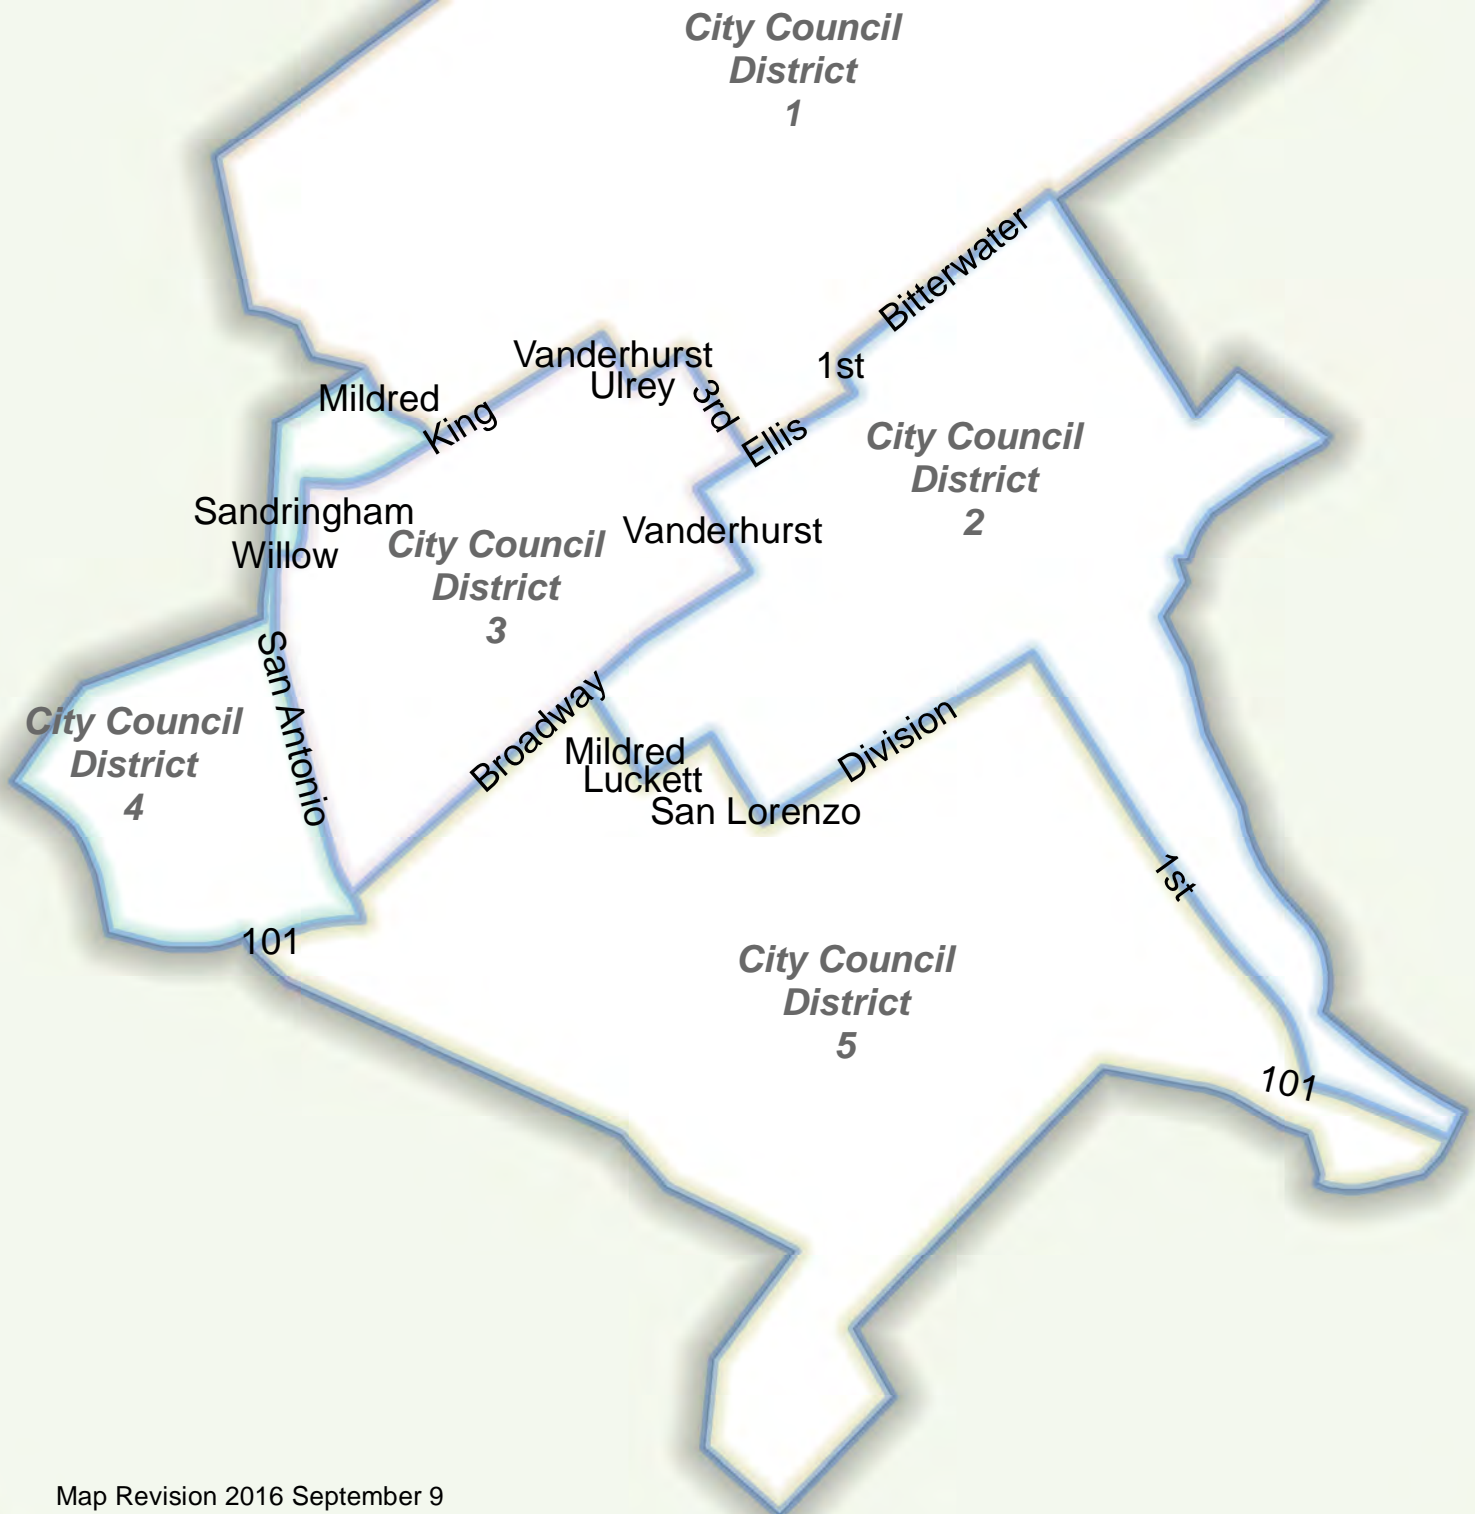 City Council
District
1
Bitterwater
Vanderhurst
1st
Ulrey
3rd
Mildred
King
Ellis
City Council
District
2
Sandringham
Vanderhurst
Willow
City Council
District
3
San Antonio
City Council
District
4
Broadway
Mildred
Luckett
San Lorenzo
Division
1st
101
City Council
District
5
101
Map Revision 2016 September 9